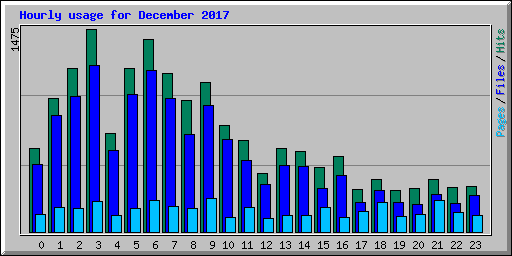 Hourly usage for December 2017
1475
Pages / Files / Hits
0 1 2 3 4 5 6 7 8 9 10 11 12 13 14 15 16 17 18 19 20 21 22 23